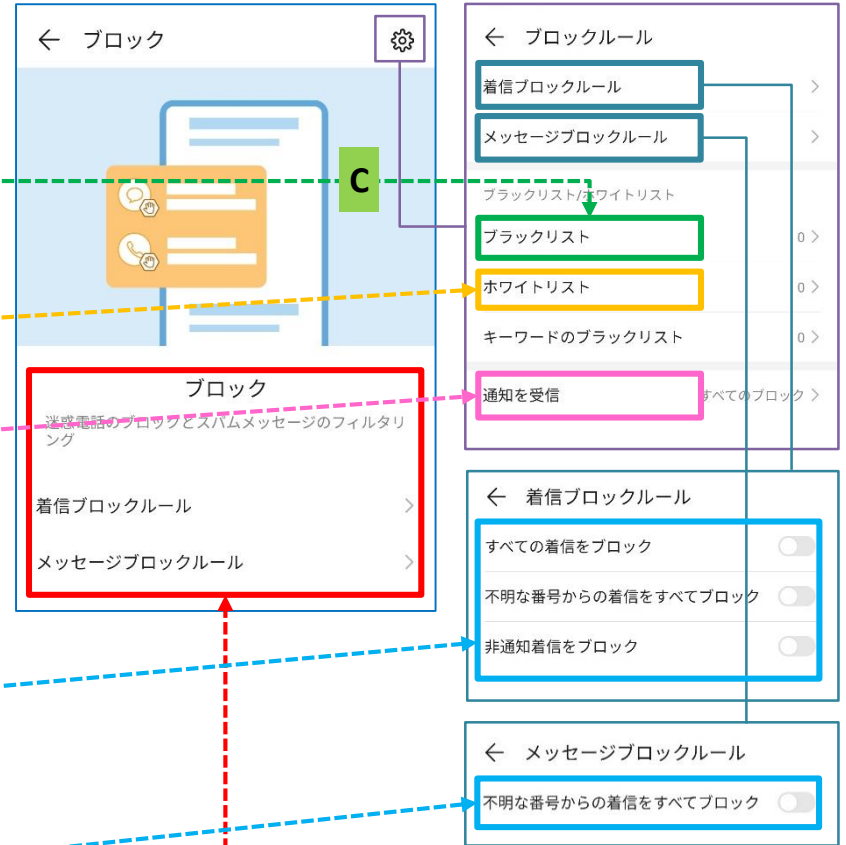 ブロック
C
ブロック
迷惑電話のブロックとスパムメッセージのフィルタリ
ング
着信ブロックルール
メッセージブロックルール
ブロックルール
着信ブロックルール
メッセージブロックルール
ブラックリスト/ホワイトリスト
ブラックリスト 0
ホワイトリスト 0
キーワードのブラックリスト 0
通知を受信 すべてのブロック
着信ブロックルール
すべての着信をブロック
不明な番号からの着信をすべてブロック
非通知着信をブロック
メッセージブロックルール
不明な番号からの着信をすべてブロック